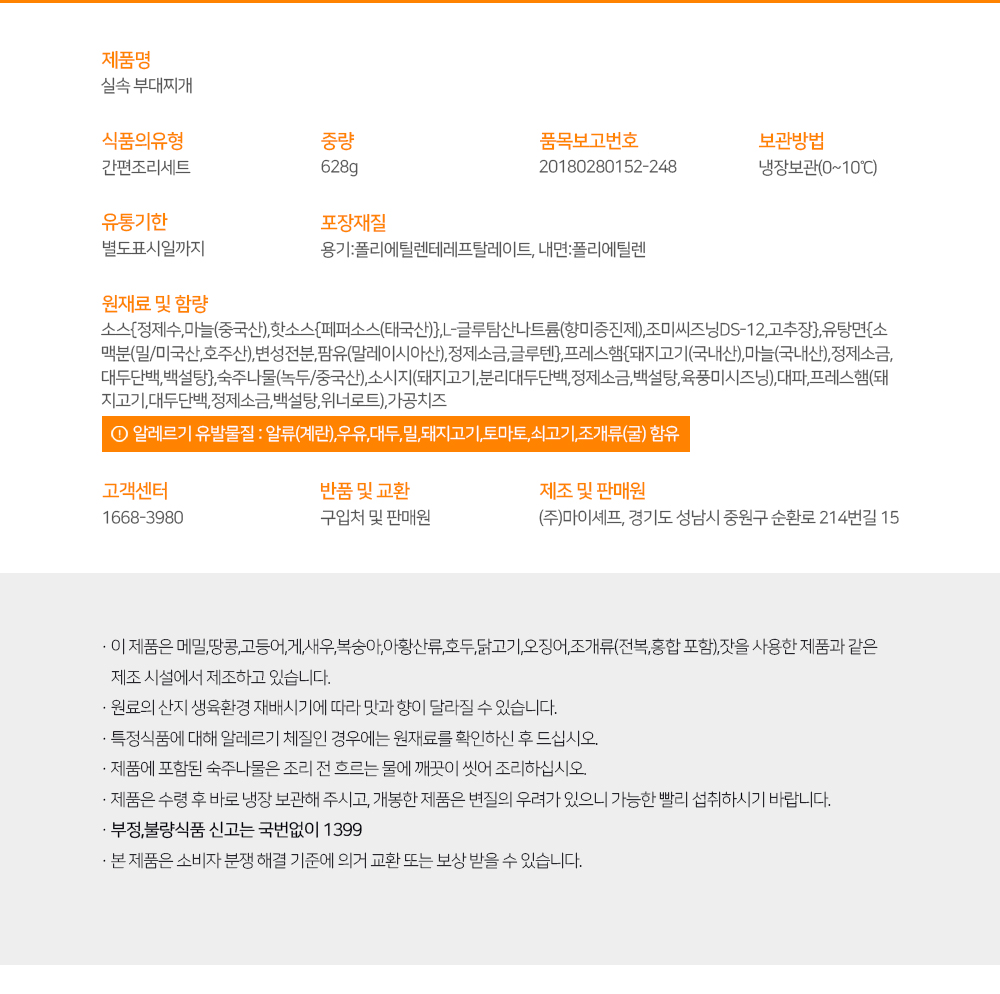 제품명
실속 부대찌개
식품의유형
간편조리세트
중량
628g
품목보고번호
20180280152-248
보관방법
냉장보관(0~10℃)
유통기한
별도표시일까지
포장재질
용기:폴리에틸렌테레프탈레이트, 내면:폴리에틸렌
원재료 및 함량
소스{정제수,마늘(중국산),핫소스{페퍼소스(태국산)},L-글루탐산나트륨(향미증진제),조미씨즈닝DS-12,고추장},유탕면{소
맥분(밀/미국산,호주산),변성전분,팜유(말레이시아산),정제소금,글루텐},프레스햄{돼지고기(국내산),마늘(국내산),정제소금,
대두단백,백설탕},숙주나물(녹두/중국산),소시지(돼지고기,분리대두단백,정제소금,백설탕,육풍미시즈닝),대파,프레스햄(돼
지고기,대두단백,정제소금,백설탕,위너로트),가공치즈
알레르기 유발물질 : 알류(계란),우유,대두,밀,돼지고기,토마토,쇠고기,조개류(굴) 함유
고객센터
1668-3980
반품 및 교환
구입처 및 판매원
제조 및 판매원
(주)마이셰프, 경기도 성남시 중원구 순환로 214번길 15
· 이 제품은 메밀,땅콩,고등어,게,새우,복숭아,아황산류,호두,닭고기,오징어,조개류(전복,홍합 포함),잣을 사용한 제품과 같은
제조 시설에서 제조하고 있습니다.
· 원료의 산지 생육환경 재배시기에 따라 맛과 향이 달라질 수 있습니다.
· 특정식품에 대해 알레르기 체질인 경우에는 원재료를 확인하신 후 드십시오.
· 제품에 포함된 숙주나물은 조리 전 흐르는 물에 깨끗이 씻어 조리하십시오.
· 제품은 수령 후 바로 냉장 보관해 주시고, 개봉한 제품은 변질의 우려가 있으니 가능한 빨리 섭취하시기 바랍니다.
· 부정,불량식품 신고는 국번없이 1399
· 본 제품은 소비자 분쟁 해결 기준에 의거 교환 또는 보상 받을 수 있습니다.